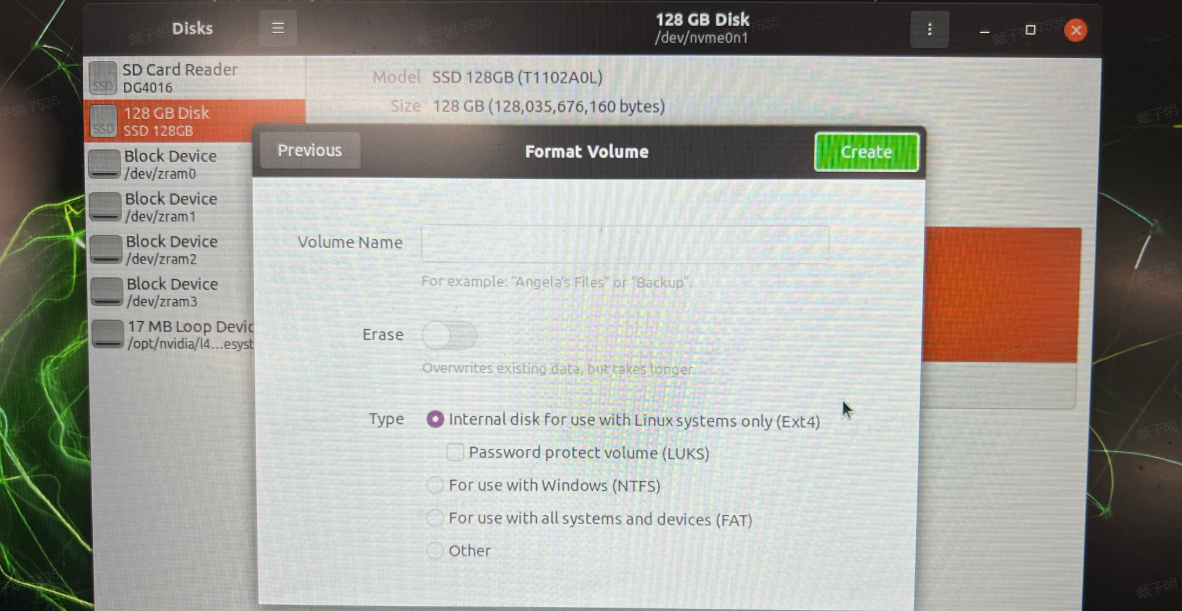 Disks
128 GB Disk
/dev/nvme0n1
SD Card Reader
DG4016
128 GB Disk
SSD 128GB
Block Device
/dev/zram0
Block Device
/dev/zram1
Block Device
/dev/zram2
Block Device
/dev/zram3
17 MB Loop Devic
/opt/nvidia/l4...esyst
Model SSD 128GB (T1102A0L)
Size 128 GB (128,035,676,160 bytes)
Previous
Format Volume
Create
Volume Name
For example: "Angela's Files" or "Backup".
Erase
Overwrites existing data, but takes longer.
Type
Internal disk for use with Linux systems only (Ext4)
Password protect volume (LUKS)
For use with Windows (NTFS)
For use with all systems and devices (FAT)
Other